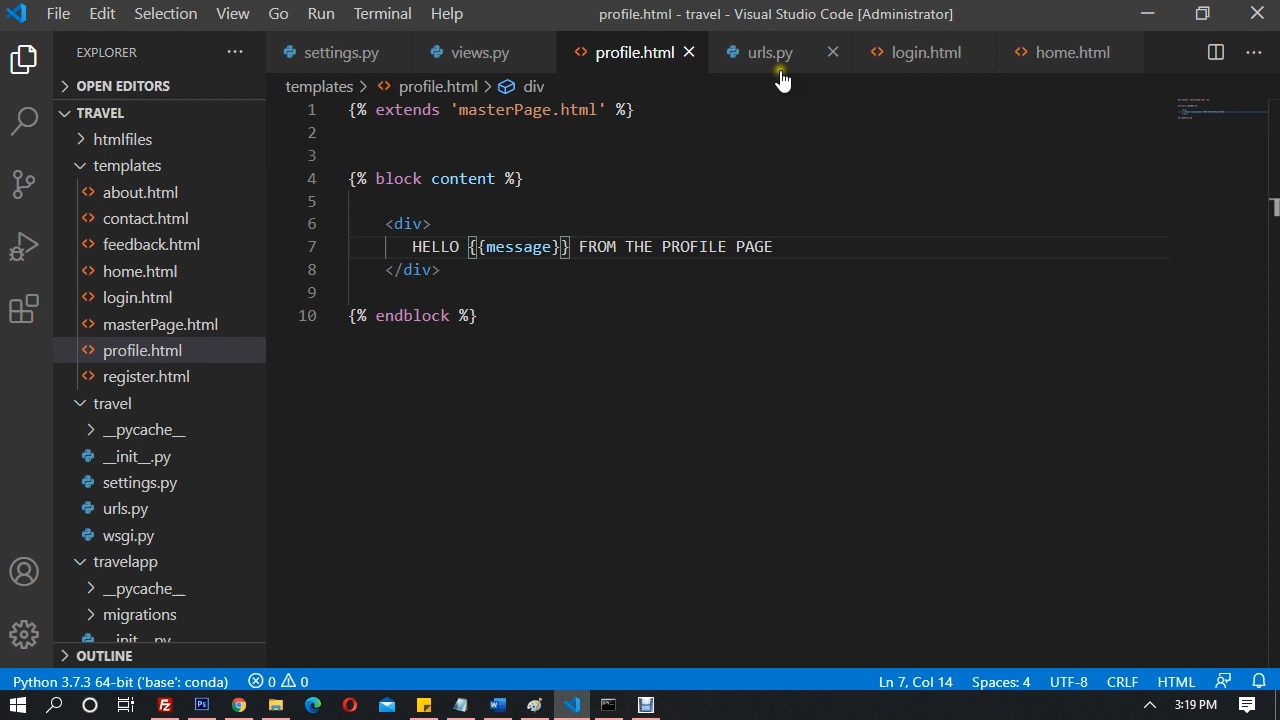 File Edit Selection View Go Run Terminal Help profile.html - travel - Visual Studio Code [Administrator]
EXPLORER
settings.py views.py profile.html urls.py login.html home.html
OPEN EDITORS
templates > profile.html > div
TRAVEL
htmlfiles
templates
about.html
contact.html
feedback.html
home.html
login.html
masterPage.html
profile.html
register.html
travel
__pycache__
__init__.py
settings.py
urls.py
wsgi.py
travelapp
__pycache__
migrations
__init__.py
OUTLINE
1 {% extends 'masterPage.html' %}
2
3
4 {% block content %}
5
6 <div>
7 HELLO {{message}} FROM THE PROFILE PAGE
8 </div>
9
10 {% endblock %}
Python 3.7.3 64-bit ('base': conda) 0 0 Ln 7, Col 14 Spaces: 4 UTF-8 CRLF HTML
3:19 PM